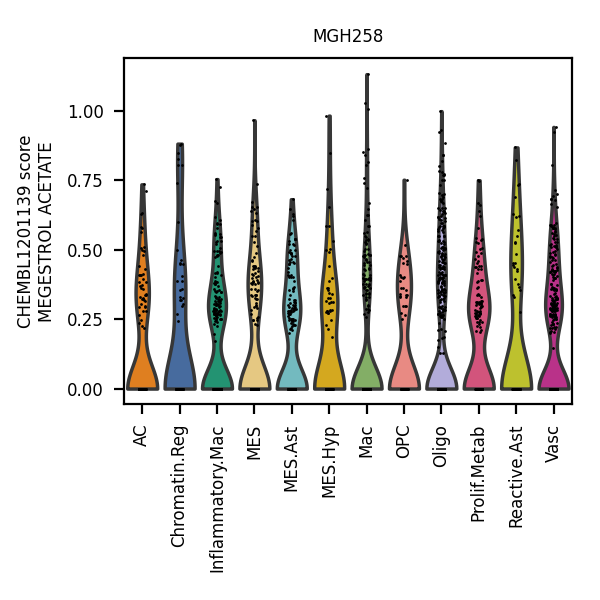 MGH258
CHEMBL1201139 score
MEGESTROL ACETATE
1.00
0.75
0.50
0.25
0.00
AC
Chromatin.Reg
Inflammatory.Mac
MES
MES.Ast
MES.Hyp
Mac
OPC
Oligo
Prolif.Metab
Reactive.Ast
Vasc